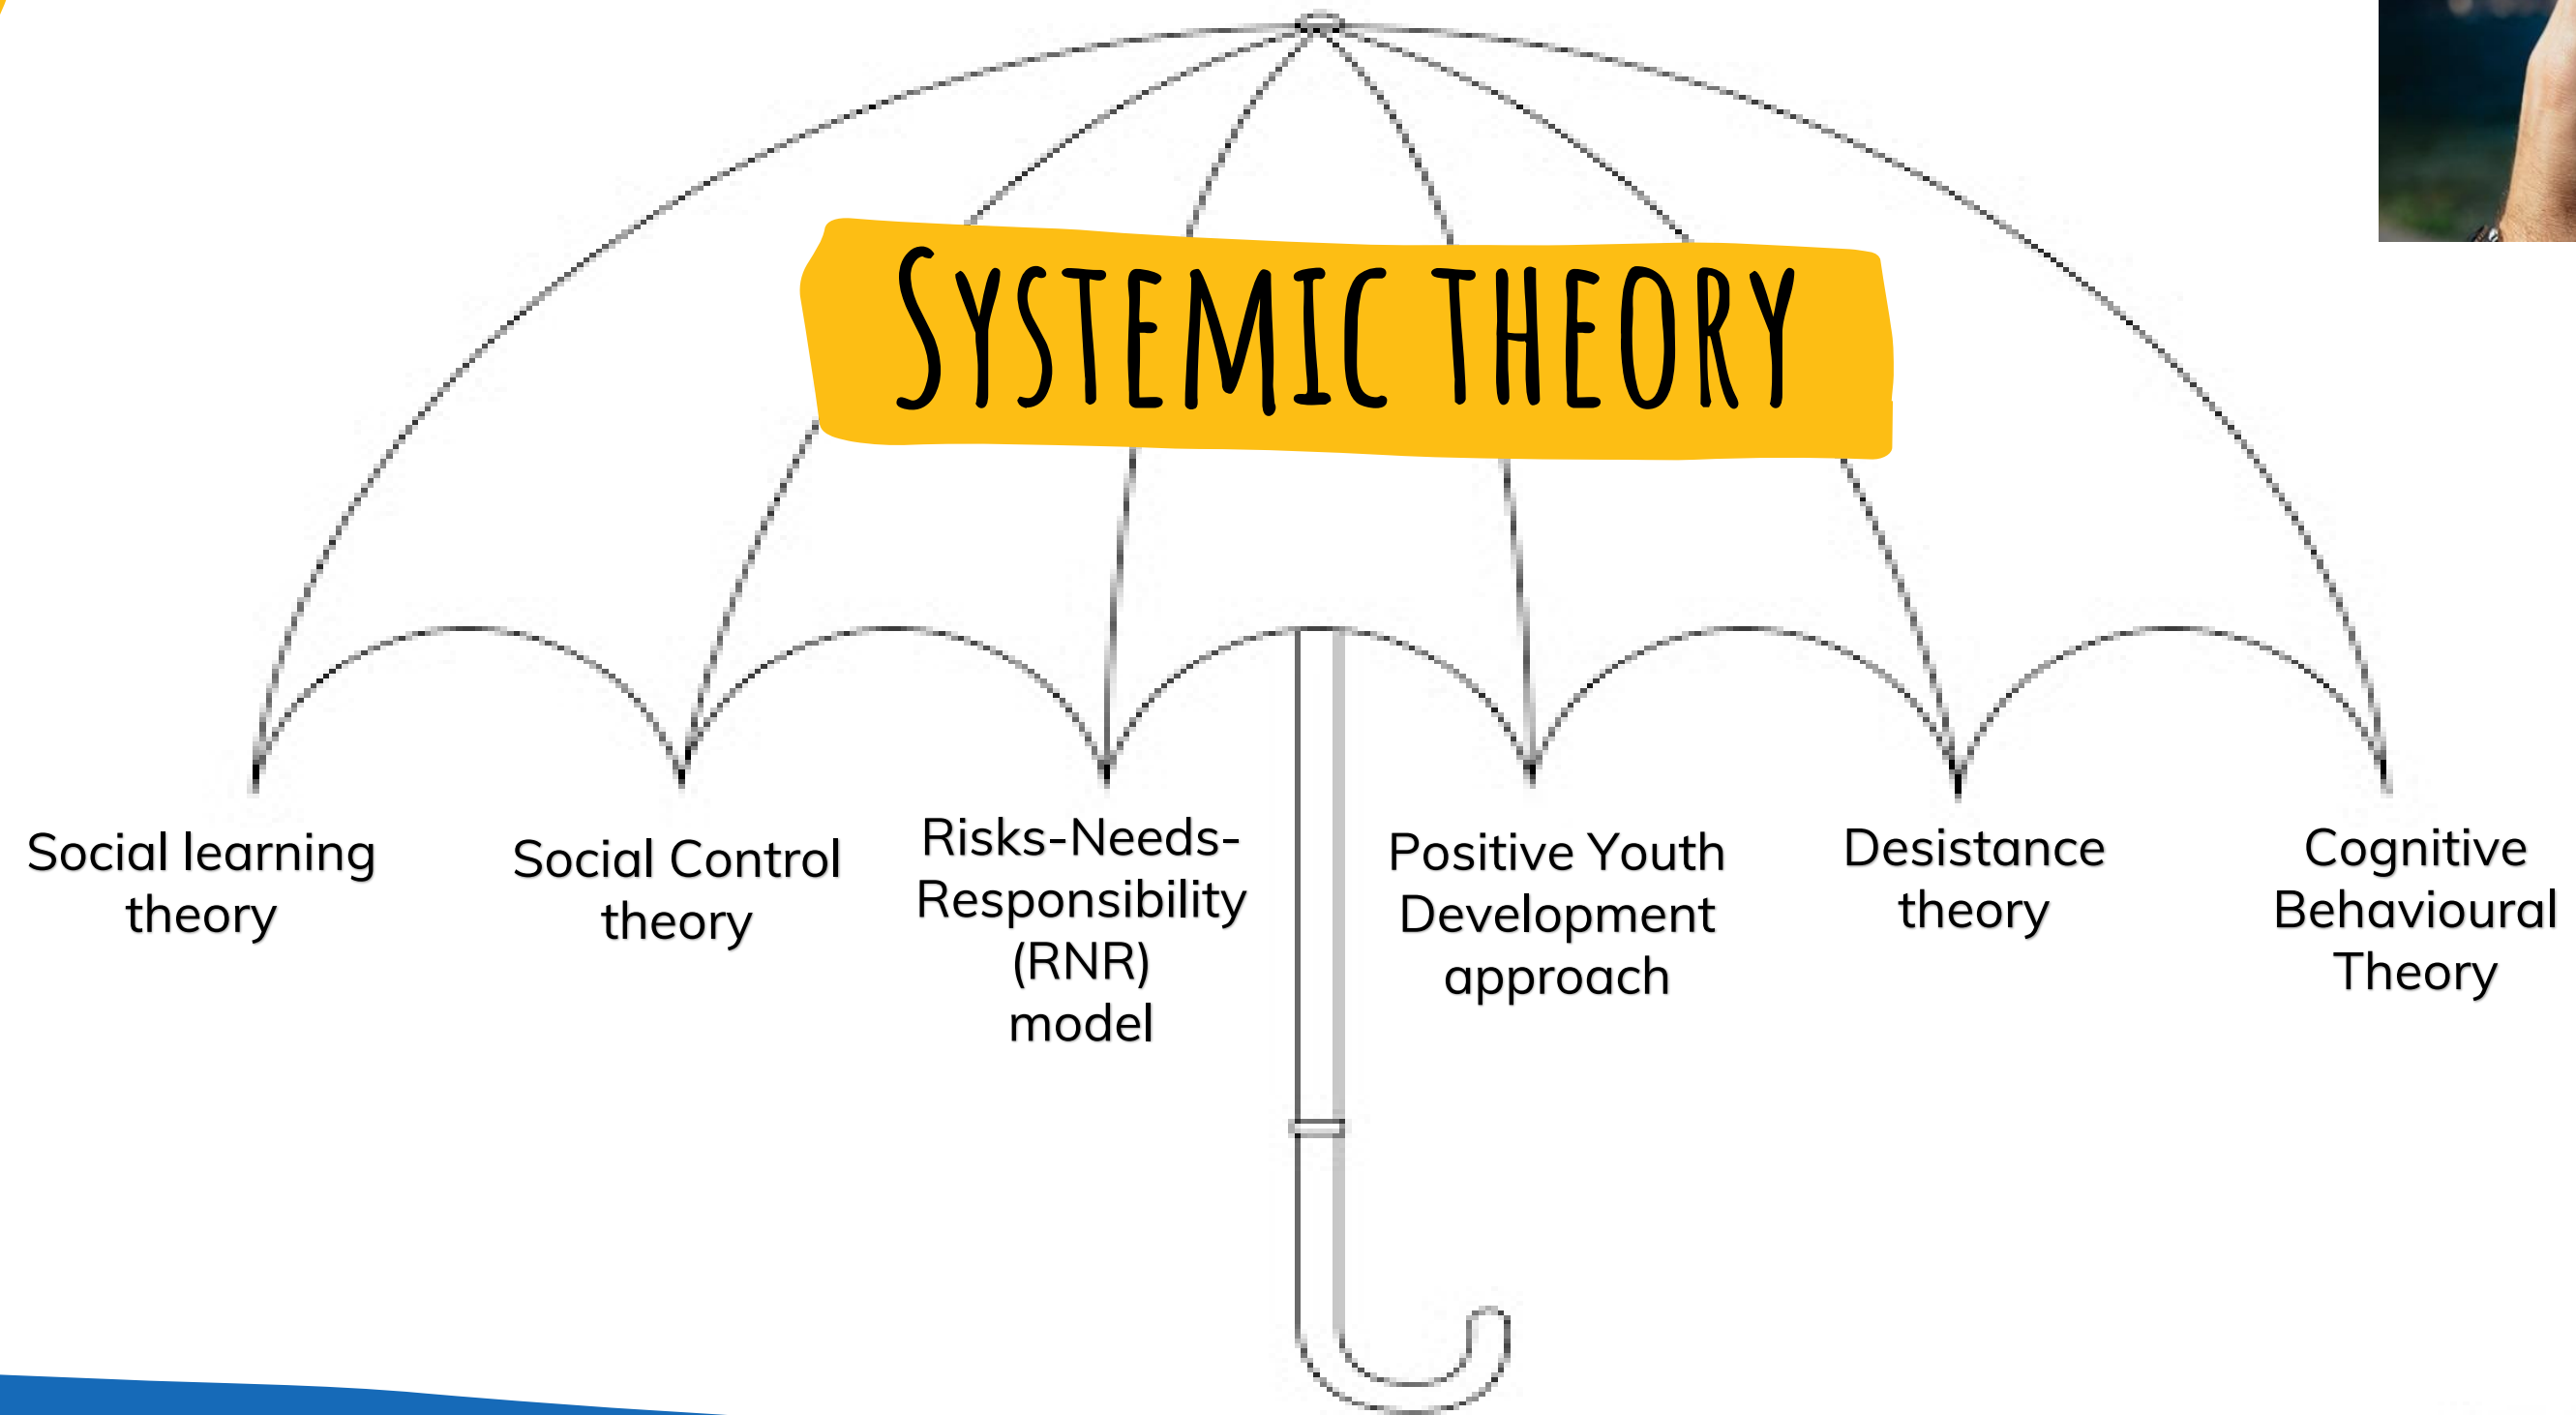 Systemic theory
Social learning
theory
Social Control
theory
Risks-Needs-
Responsibility
(RNR)
model
Positive Youth
Development
approach
Desistance
theory
Cognitive
Behavioural
Theory